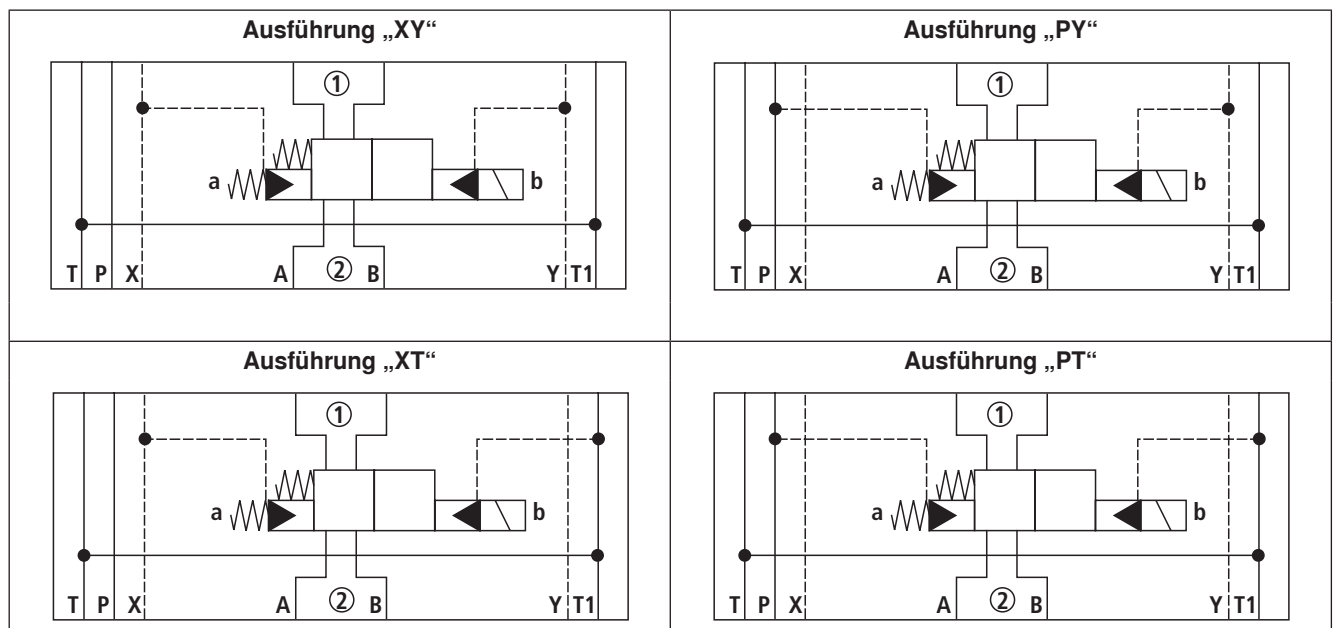 Ausführung „XY“
①
a b
T P X A ② B Y T1
Ausführung „PY“
①
a b
T P X A ② B Y T1
Ausführung „XT“
①
a b
T P X A ② B Y T1
Ausführung „PT“
①
a b
T P X A ② B Y T1